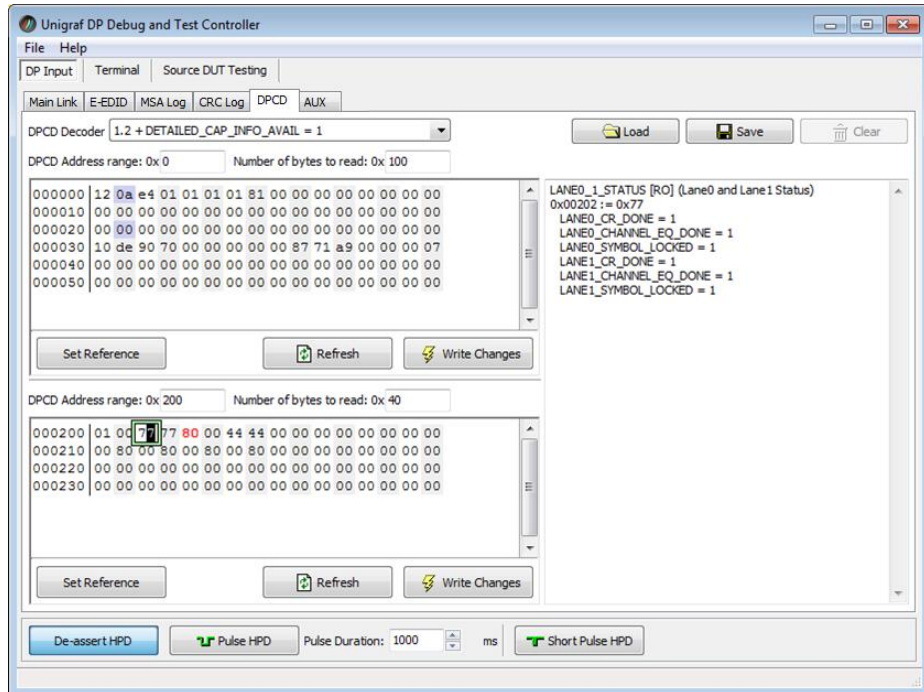 Unigraf DP Debug and Test Controller
File Help
DP Input Terminal Source DUT Testing
Main Link E-EDID MSA Log CRC Log DPCD AUX
DPCD Decoder 1.2 + DETAILED_CAP_INFO_AVAIL = 1 Load Save Clear
DPCD Address range: 0x 0 Number of bytes to read: 0x 100
000000 12 0a e4 01 01 01 01 81 00 00 00 00 00 00 00 00
000010 00 00 00 00 00 00 00 00 00 00 00 00 00 00 00 00
000020 00 00 00 00 00 00 00 00 00 00 00 00 00 00 00 00
000030 10 de 90 70 00 00 00 00 00 87 71 a9 00 00 00 07
000040 00 00 00 00 00 00 00 00 00 00 00 00 00 00 00 00
000050 00 00 00 00 00 00 00 00 00 00 00 00 00 00 00 00
Set Reference Refresh Write Changes
DPCD Address range: 0x 200 Number of bytes to read: 0x 40
000200 01 00 77 77 80 00 44 44 00 00 00 00 00 00 00 00
000210 00 80 00 80 00 80 00 80 00 00 00 00 00 00 00 00
000220 00 00 00 00 00 00 00 00 00 00 00 00 00 00 00 00
000230 00 00 00 00 00 00 00 00 00 00 00 00 00 00 00 00
Set Reference Refresh Write Changes
LANE0_1_STATUS [RO] (Lane0 and Lane1 Status)
0x00202 := 0x77
LANE0_CR_DONE = 1
LANE0_CHANNEL_EQ_DONE = 1
LANE0_SYMBOL_LOCKED = 1
LANE1_CR_DONE = 1
LANE1_CHANNEL_EQ_DONE = 1
LANE1_SYMBOL_LOCKED = 1
De-assert HPD Pulse HPD Pulse Duration: 1000 ms Short Pulse HPD